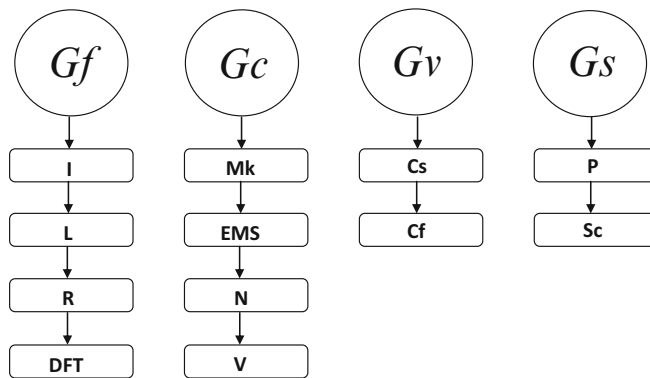 Gf Gc Gv Gs
I Mk Cs P
L EMS Cf Sc
R N
DFT V